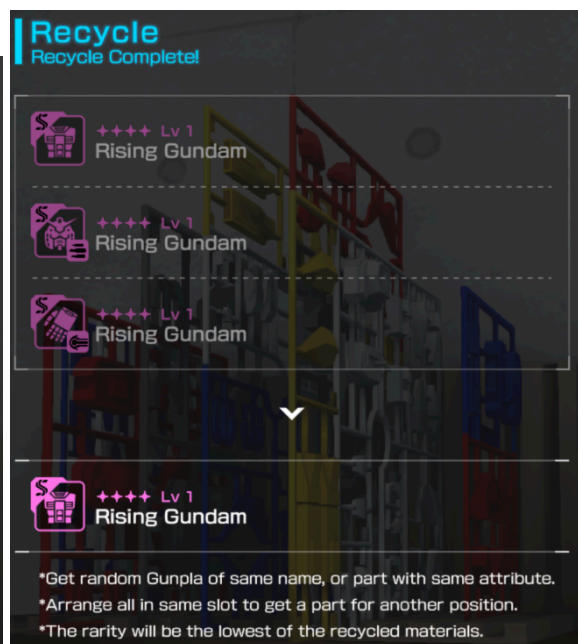 Recycle
Recycle Complete!
S
++++ Lv 1
Rising Gundam
S
++++ Lv 1
Rising Gundam
S
++++ Lv 1
Rising Gundam
S
++++ Lv 1
Rising Gundam
*Get random Gunpla of same name, or part with same attribute.
*Arrange all in same slot to get a part for another position.
*The rarity will be the lowest of the recycled materials.